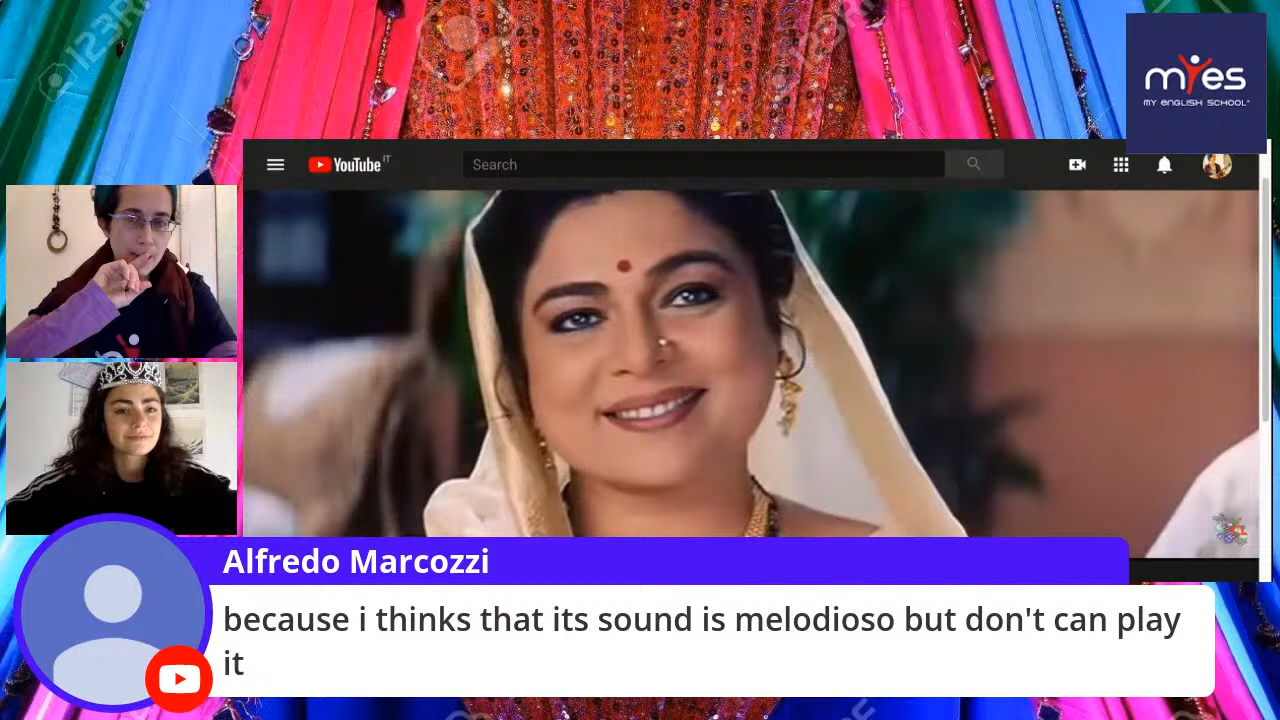 123RF
myes
MY ENGLISH SCHOOL
YouTube IT
Search
Alfredo Marcozzi
because i thinks that its sound is melodioso but don't can play
it